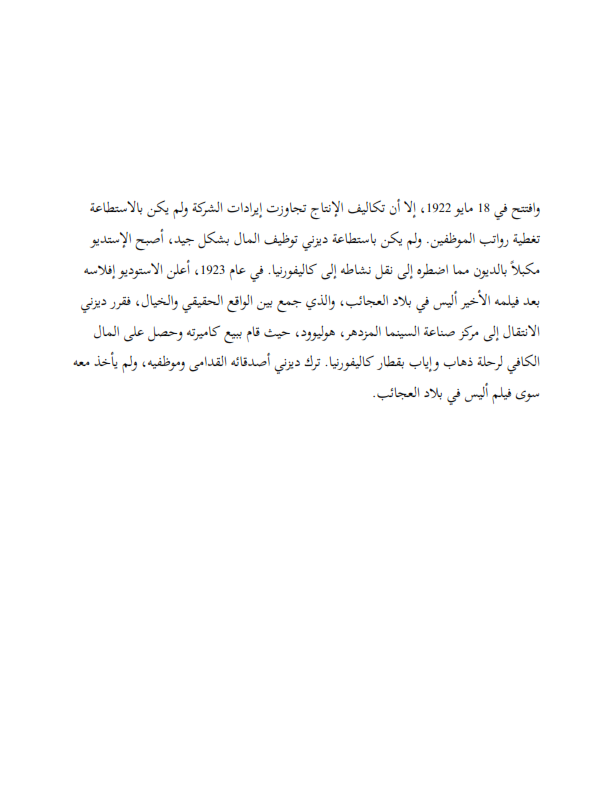 وافتتح في 18 مايو 1922، إلا أن تكاليف الإنتاج تجاوزت إيرادات الشركة ولم يكن بالاستطاعة
تغطية رواتب الموظفين. ولم يكن باستطاعة ديزني توظيف المال بشكل جيد، أصبح الإستديو
مكبلاً بالديون مما اضطره إلى نقل نشاطه إلى كاليفورنيا. في عام 1923، أعلن الاستوديو إفلاسه
بعد فيلمه الأخير أليس في بلاد العجائب، والذي جمع بين الواقع الحقيقي والخيال، فقرر ديزني
الانتقال إلى مركز صناعة السينما المزدهر، هوليوود، حيث قام ببيع كاميرته وحصل على المال
الكافي لرحلة ذهاب وإياب بقطار كاليفورنيا. ترك ديزني أصدقائه القدامى وموظفيه، ولم يأخذ معه
سوى فيلم أليس في بلاد العجائب.